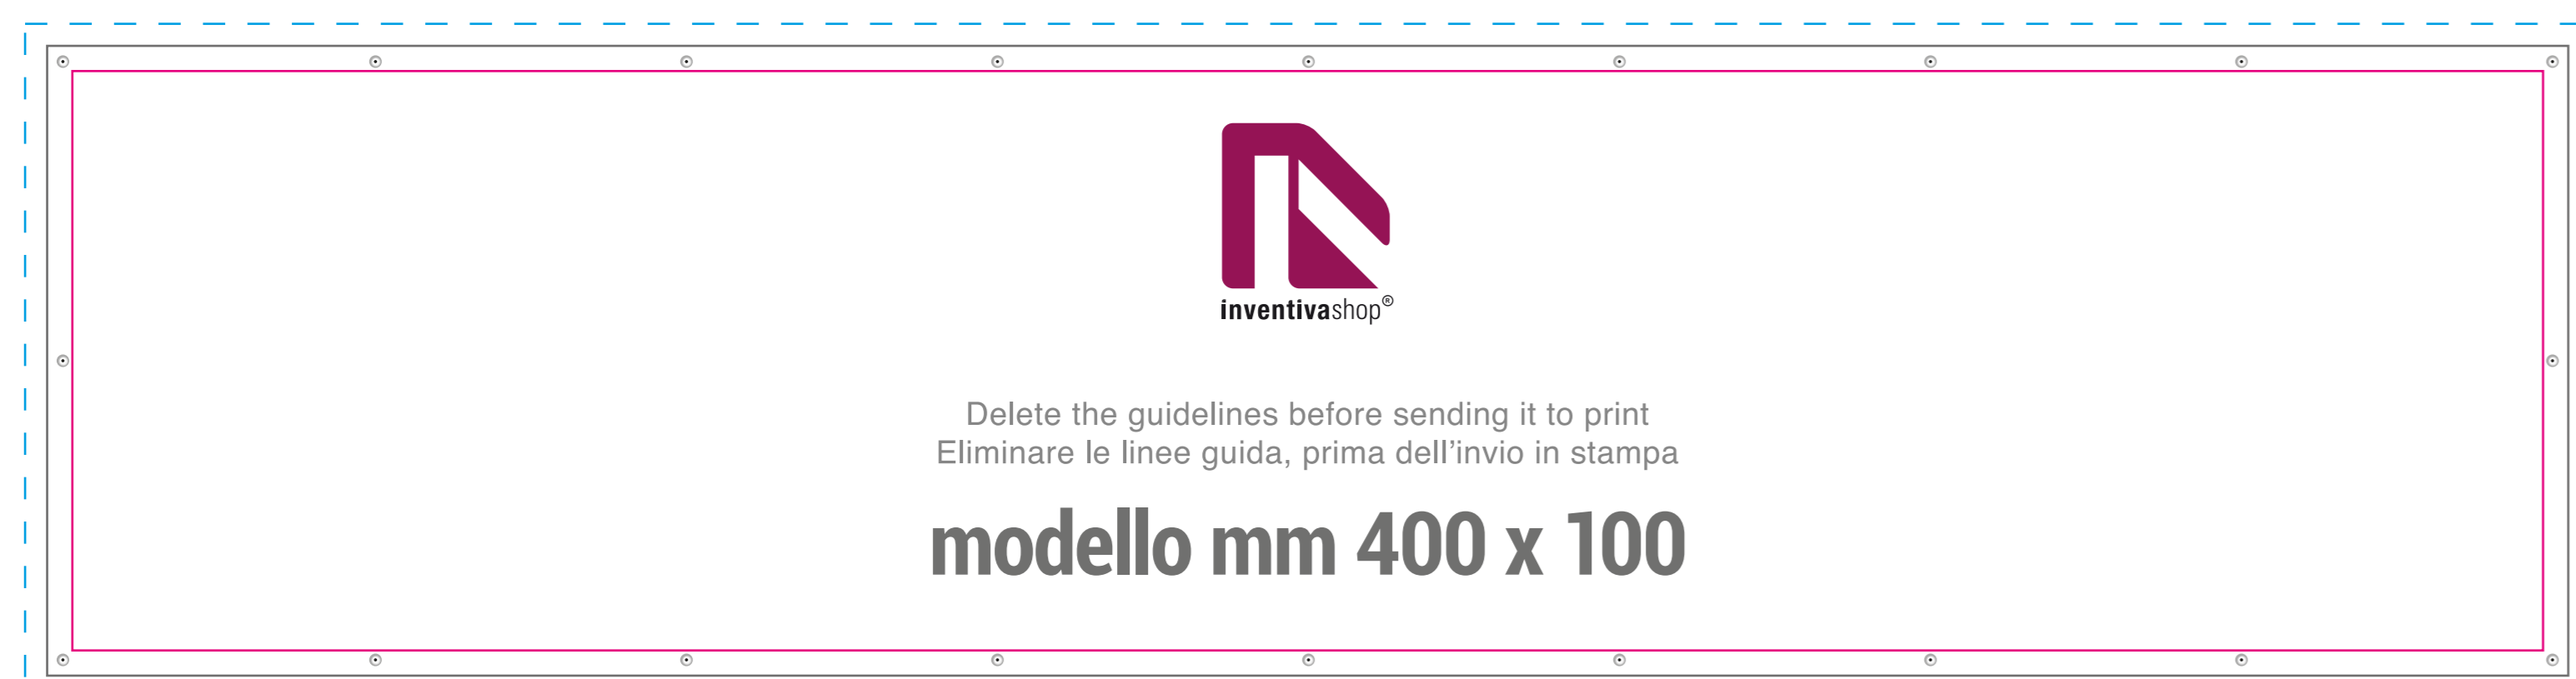 inventivashop®
Delete the guidelines before sending it to print
Eliminare le linee guida, prima dell’invio in stampa
modello mm 400 x 100